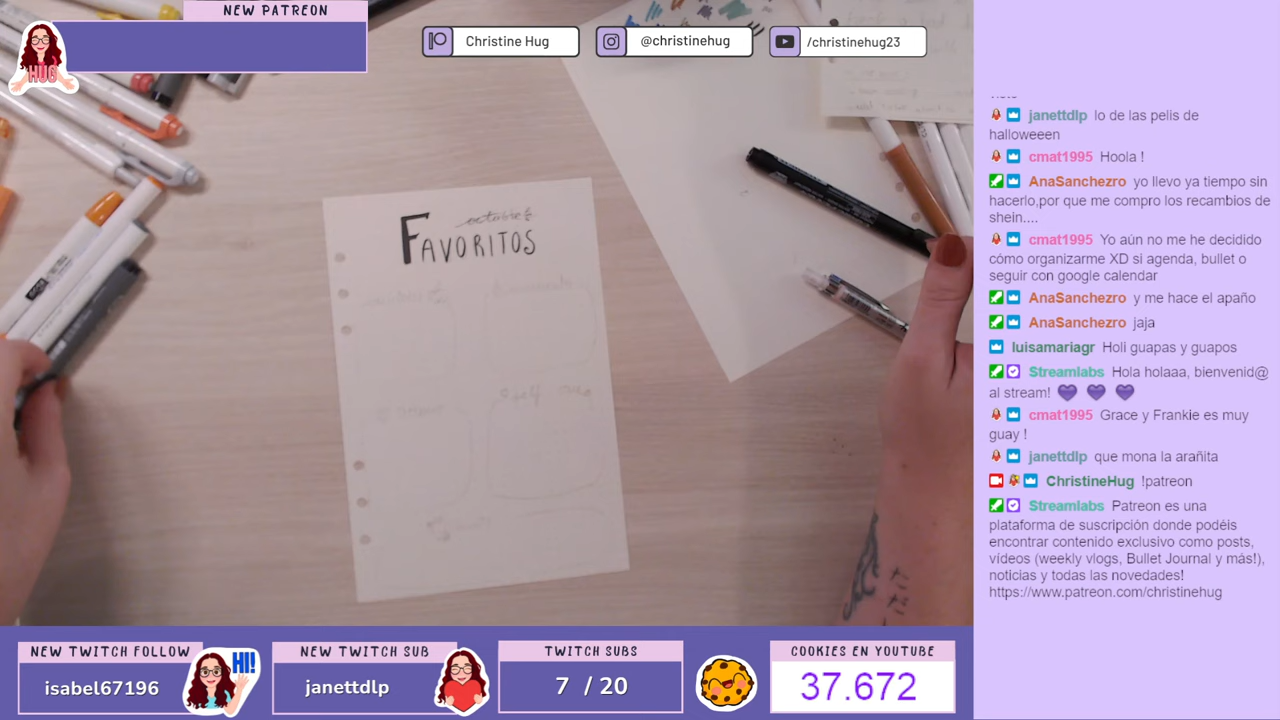 NEW PATREON
HUG
Christine Hug
@christinehug
/christinehug23
octubre
FAVORITOS
janettdlp lo de las pelis de
halloweeen
cmat1995 Hoola !
AnaSanchezro yo llevo ya tiempo sin
hacerlo,por que me compro los recambios de
shein....
cmat1995 Yo aún no me he decidido
cómo organizarme XD si agenda, bullet o
seguir con google calendar
AnaSanchezro y me hace el apaño
AnaSanchezro jaja
luisamariagr Holi guapas y guapos
Streamlabs Hola holaaa, bienvenid@
al stream! 💜 💜 💜
cmat1995 Grace y Frankie es muy
guay !
janettdlp que mona la arañita
ChristineHug !patreon
Streamlabs Patreon es una
plataforma de suscripción donde podéis
encontrar contenido exclusivo como posts,
vídeos (weekly vlogs, Bullet Journal y más!),
noticias y todas las novedades!
https://www.patreon.com/christinehug
NEW TWITCH FOLLOW
isabel67196
HI!
NEW TWITCH SUB
janettdlp
TWITCH SUBS
7 / 20
COOKIES EN YOUTUBE
37.672